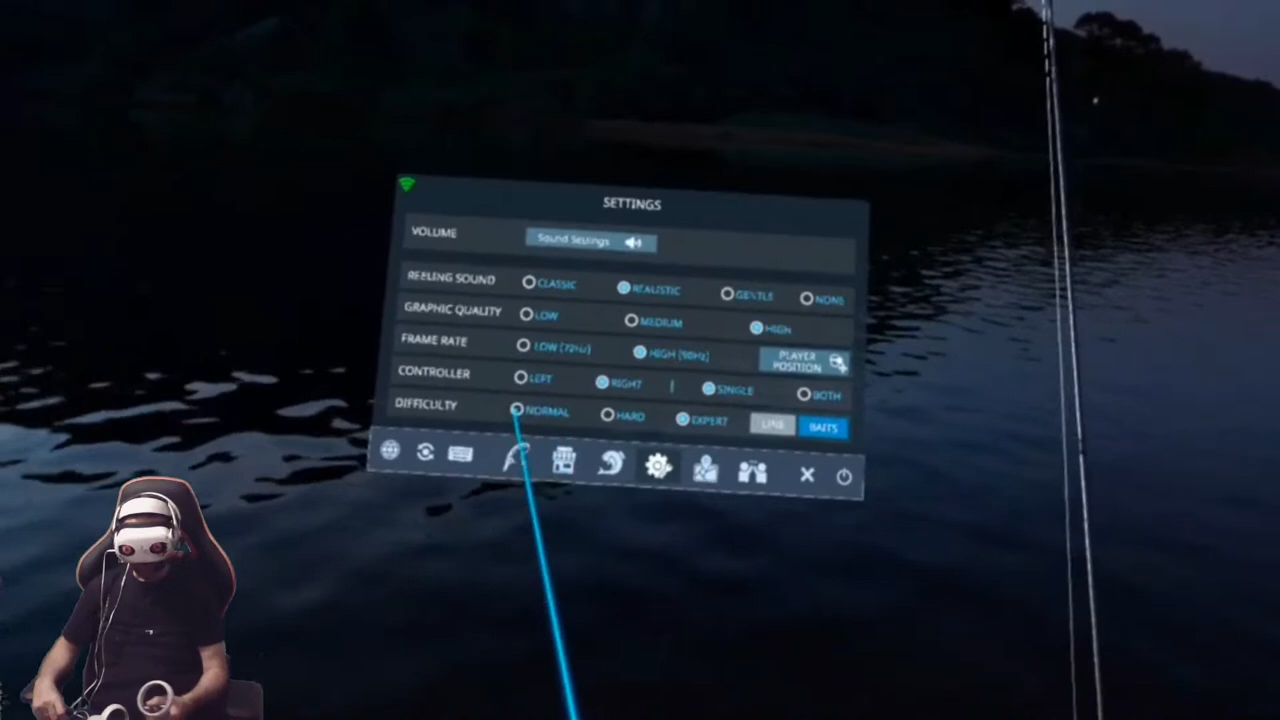 SETTINGS
VOLUME Sound Settings
REELING SOUND CLASSIC REALISTIC GENTLE NONE
GRAPHIC QUALITY LOW MEDIUM HIGH
FRAME RATE LOW (72Hz) HIGH (90Hz) PLAYER POSITION
CONTROLLER LEFT RIGHT | SINGLE BOTH
DIFFICULTY NORMAL HARD EXPERT LINE BAITS